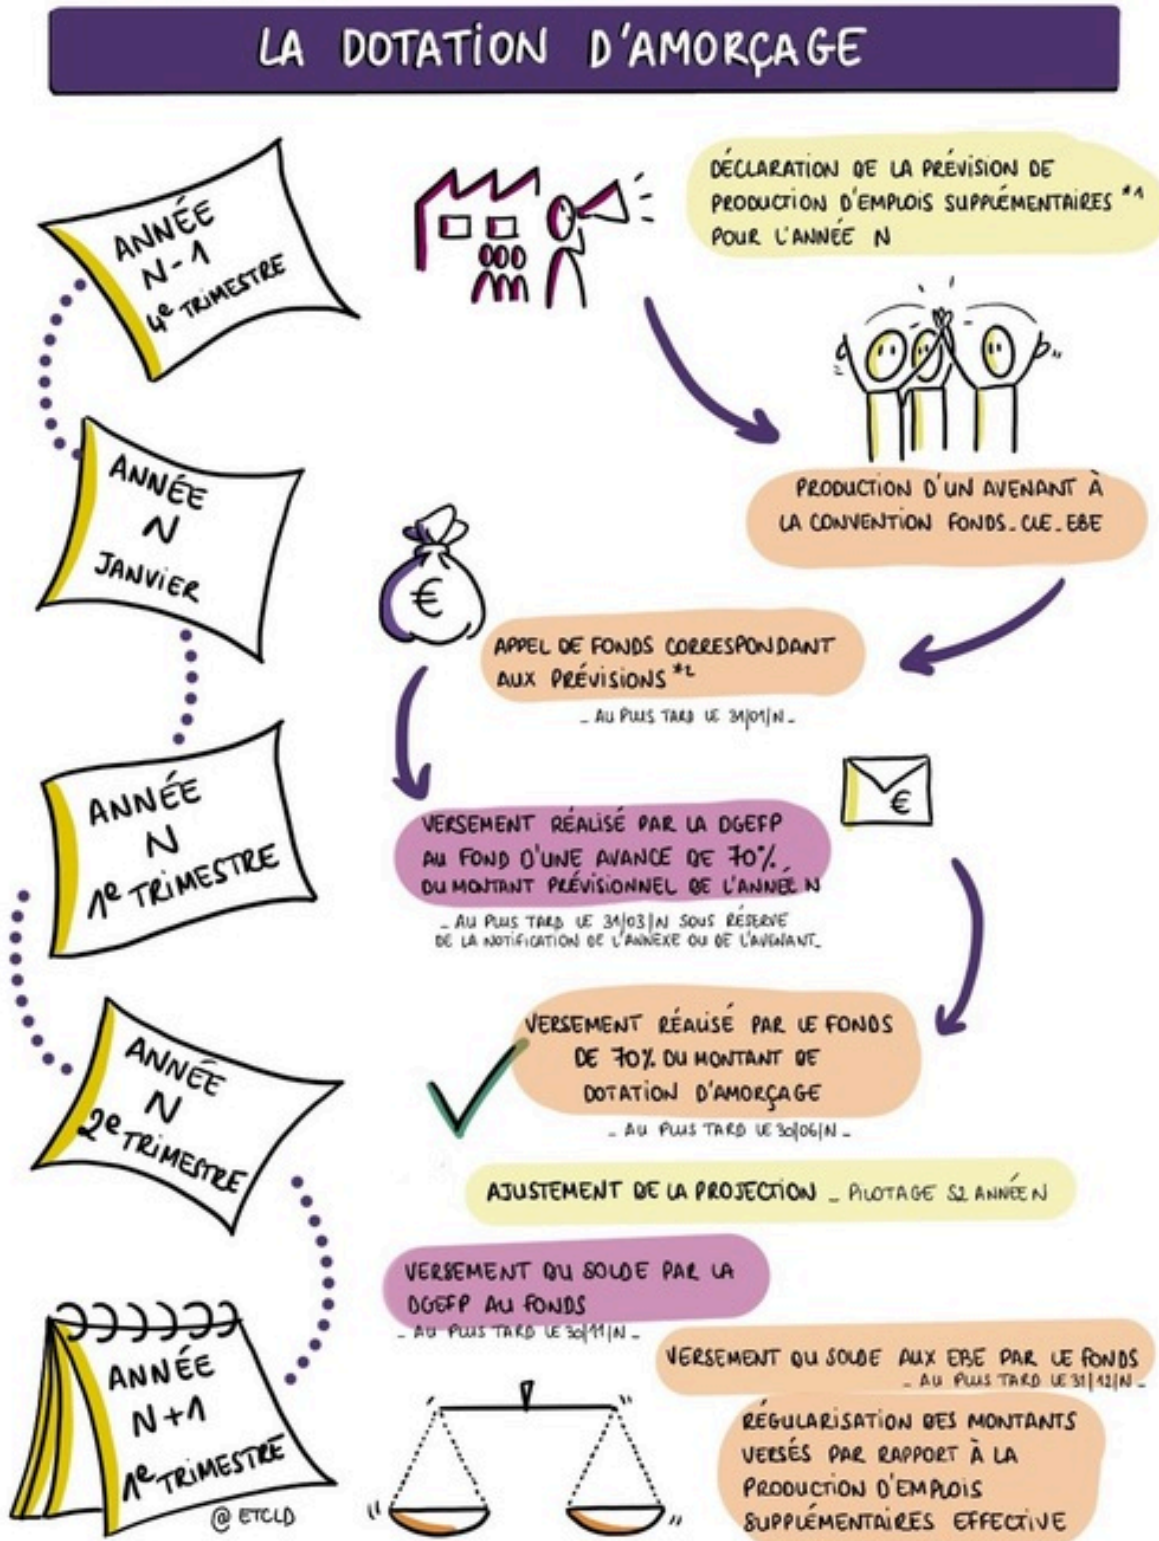 LA DOTATION D'AMORÇAGE
ANNÉE
N-1
4e TRIMESTRE
DÉCLARATION DE LA PRÉVISION DE
PRODUCTION D'EMPLOIS SUPPLÉMENTAIRES *1
POUR L'ANNÉE N
PRODUCTION D'UN AVENANT À
LA CONVENTION FONDS_CLE_EBE
ANNÉE
N
JANVIER
€
APPEL DE FONDS CORRESPONDANT
AUX PRÉVISIONS *2
_ AU PLUS TARD LE 31/01/N _
ANNÉE
N
1e TRIMESTRE
€
VERSEMENT RÉALISÉ PAR LA DGEFP
AU FOND D'UNE AVANCE DE 70%
DU MONTANT PRÉVISIONNEL DE L'ANNÉE N
_ AU PLUS TARD LE 31/03/N SOUS RÉSERVE
DE LA NOTIFICATION DE L'ANNEXE OU DE L'AVENANT_
ANNÉE
N
2e TRIMESTRE
VERSEMENT RÉALISÉ PAR LE FONDS
DE 70% DU MONTANT DE
DOTATION D'AMORÇAGE
_ AU PLUS TARD LE 30/06/N _
AJUSTEMENT DE LA PROJECTION _ PILOTAGE S2 ANNÉE N
VERSEMENT DU SOLDE PAR LA
DGEFP AU FONDS
_ AU PLUS TARD LE 30/11/N _
VERSEMENT DU SOLDE AUX EBE PAR LE FONDS
_ AU PLUS TARD LE 31/12/N _
ANNÉE
N+1
1e TRIMESTRE
@ ETCLD
RÉGULARISATION DES MONTANTS
VERSÉS PAR RAPPORT À LA
PRODUCTION D'EMPLOIS
SUPPLÉMENTAIRES EFFECTIVE